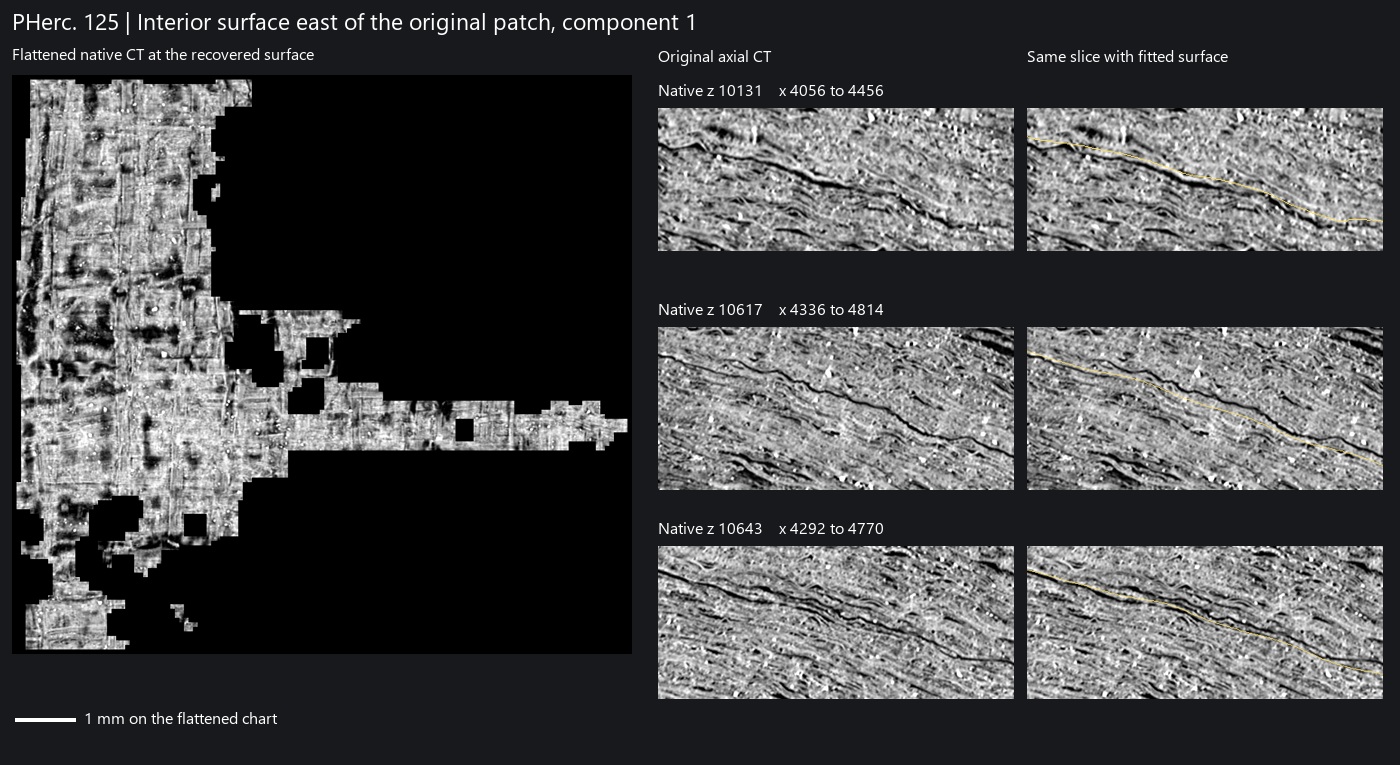 PHerc. 125 | Interior surface east of the original patch, component 1
Flattened native CT at the recovered surface
Original axial CT
Same slice with fitted surface
Native z 10131 x 4056 to 4456
Native z 10617 x 4336 to 4814
Native z 10643 x 4292 to 4770
1 mm on the flattened chart